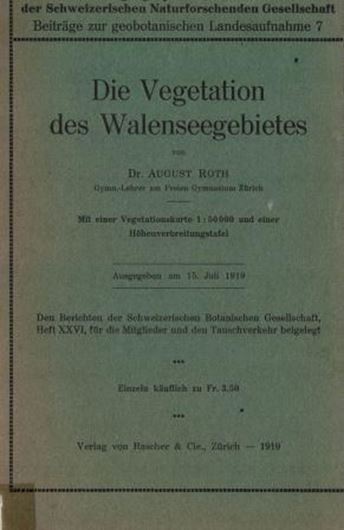 der Schweizerischen Naturforschenden Gesellschaft
Beiträge zur geobotanischen Landesaufnahme 7
Die Vegetation
des Walenseegebietes
von
Dr. AUGUST ROTH
Gymn.-Lehrer am Freien Gymnasium Zürich
Mit einer Vegetationskarte 1:50000 und einer
Höhenverbreitungstafel
Ausgegeben am 15. Juli 1919
Den Berichten der Schweizerischen Botanischen Gesellschaft,
Heft XXVI, für die Mitglieder und den Tauschverkehr beigelegt
Einzeln käuflich zu Fr. 3.50
Verlag von Rascher & Cie., Zürich — 1919